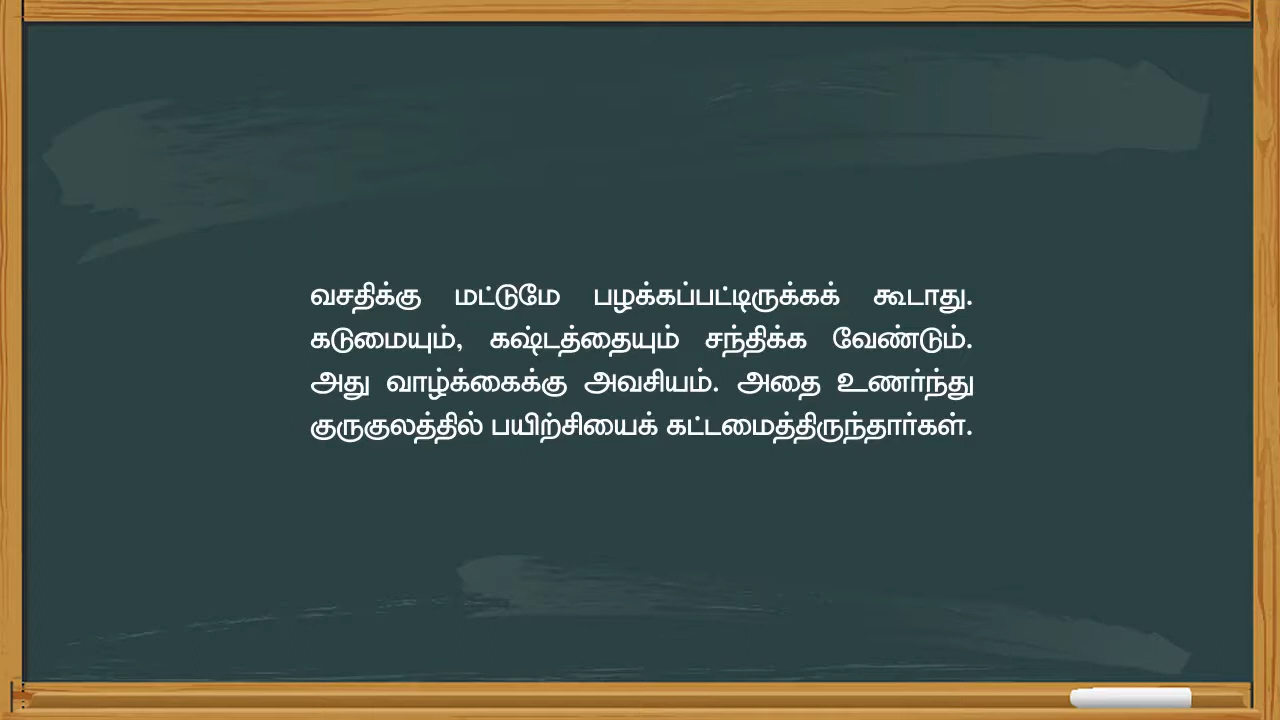 வசதிக்கு மட்டுமே பழக்கப்பட்டிருக்கக் கூடாது.
கடுமையும், கஷ்டத்தையும் சந்திக்க வேண்டும்.
அது வாழ்க்கைக்கு அவசியம். அதை உணர்ந்து
குருகுலத்தில் பயிற்சியைக் கட்டமைத்திருந்தார்கள்.